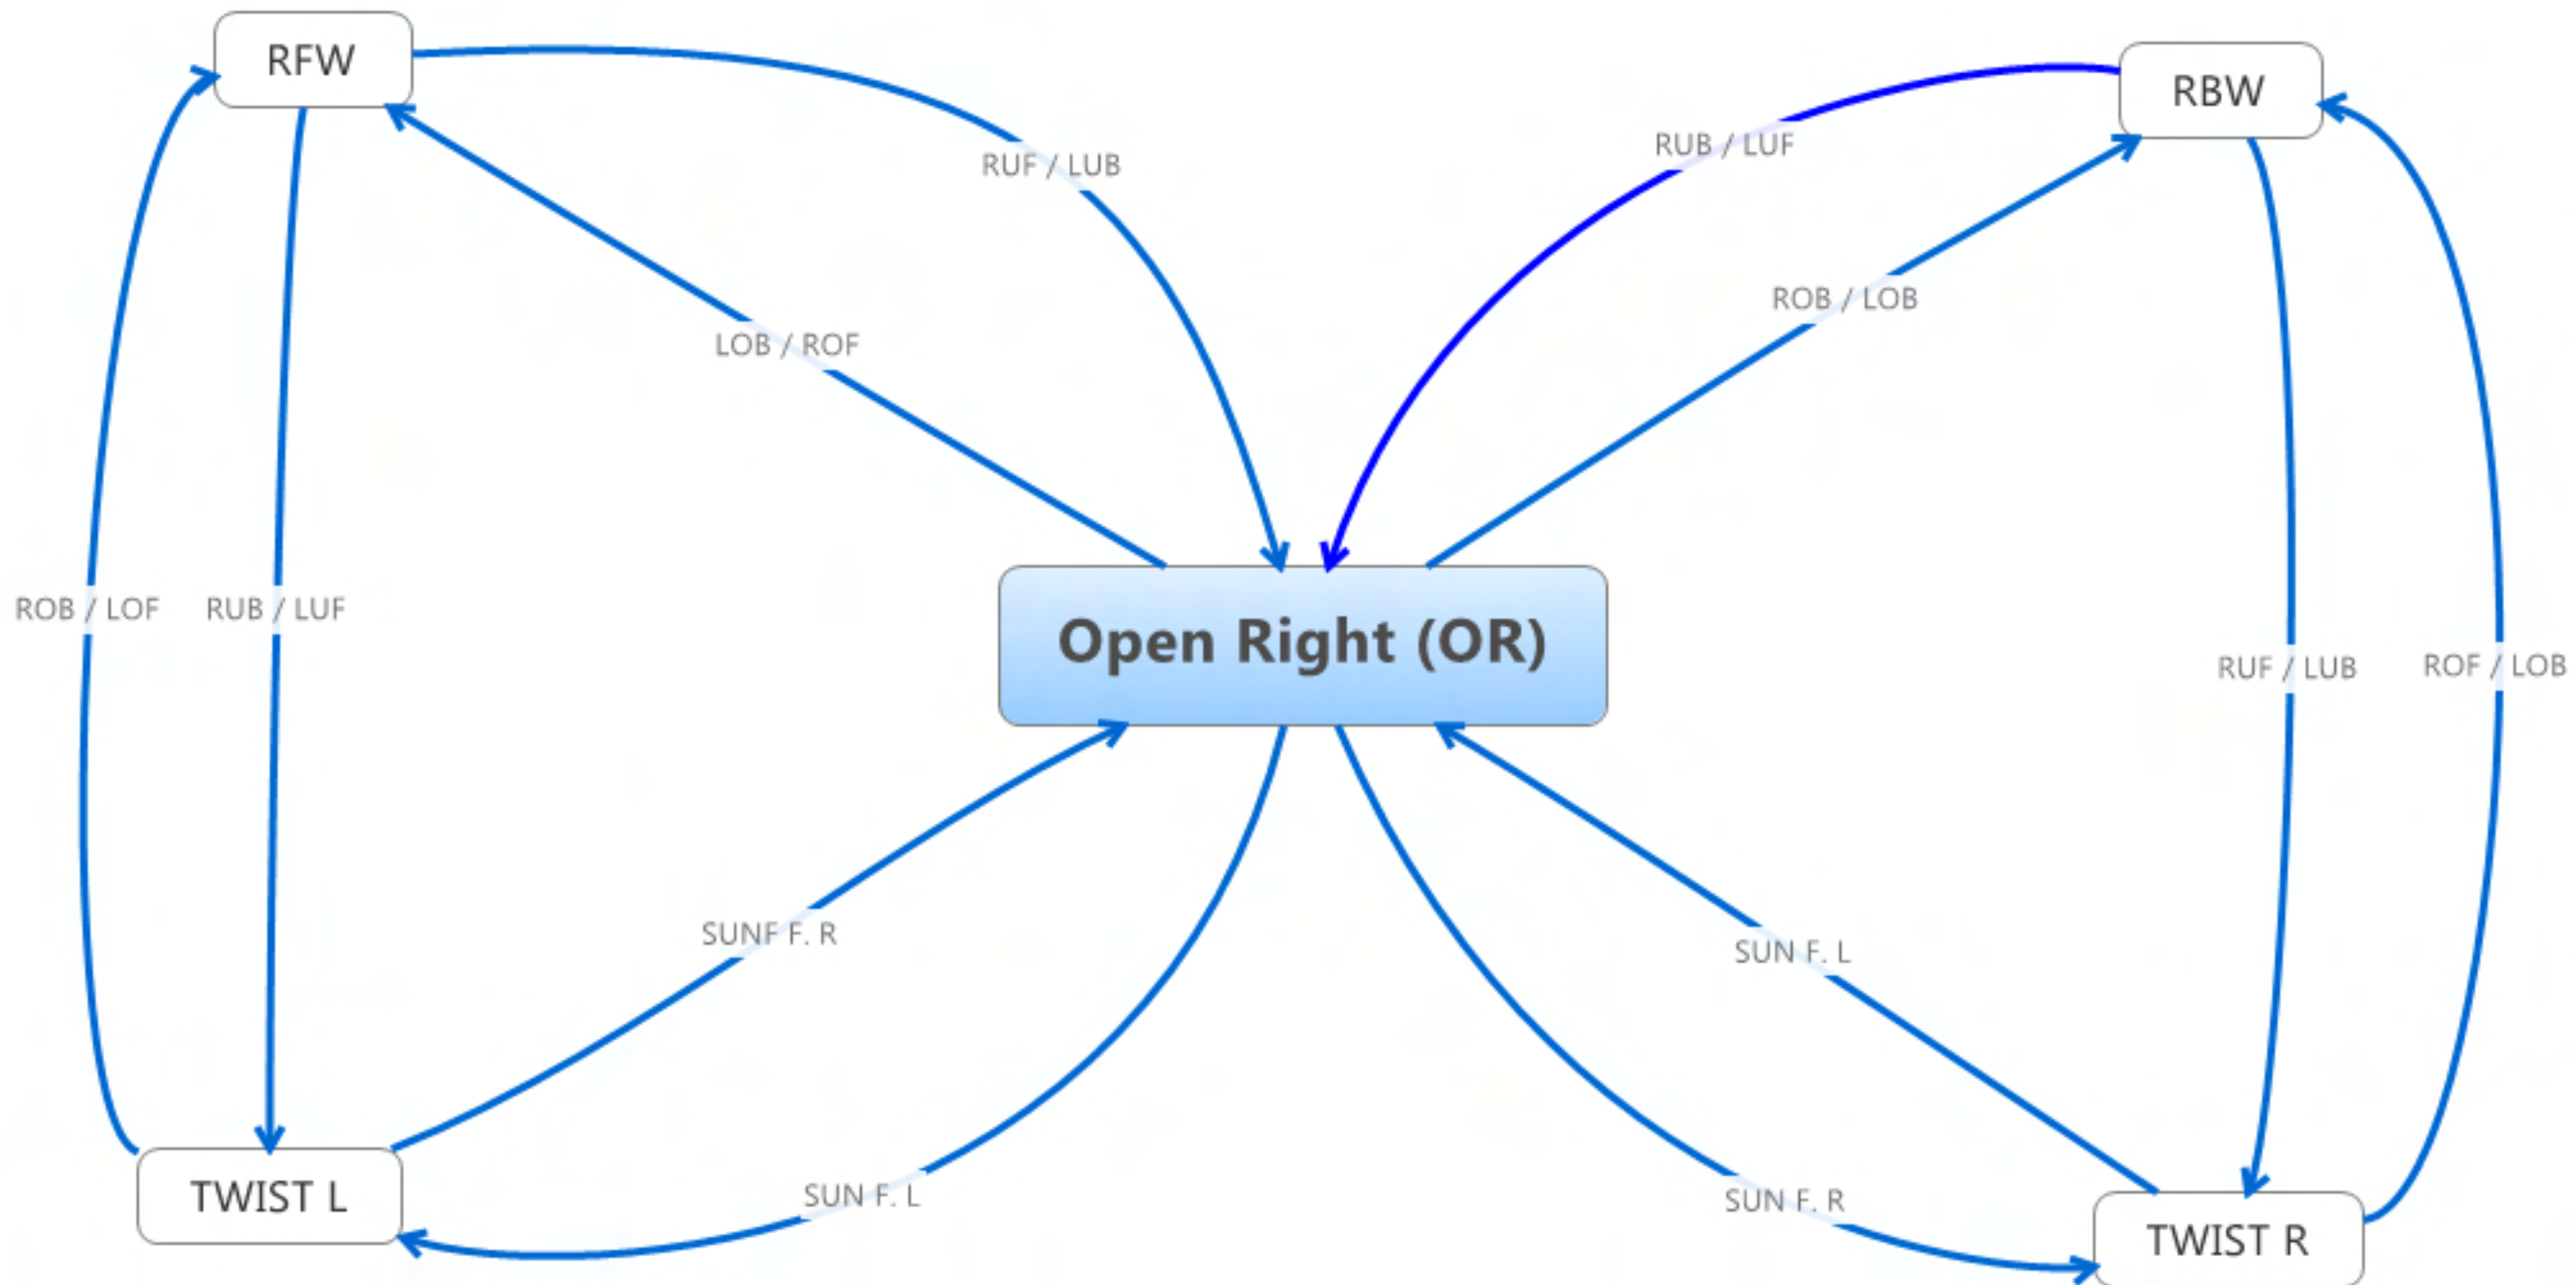 RFW
RBW
RUB / LUF
RUF / LUB
ROB / LOB
LOB / ROF
ROB / LOF
RUB / LUF
Open Right (OR)
RUF / LUB
ROF / LOB
SUNF F. R
SUN F. L
TWIST L
SUN F. L
SUN F. R
TWIST R